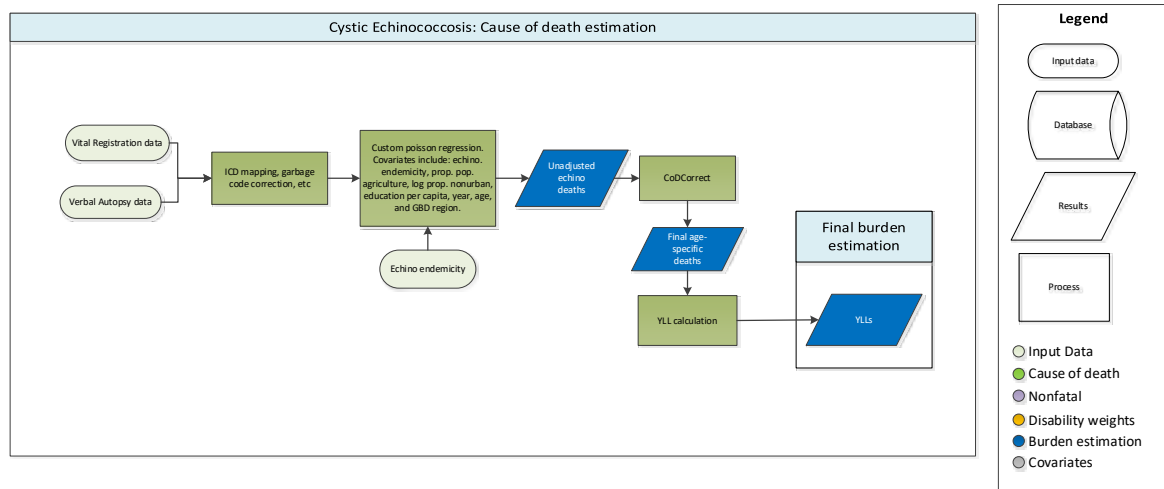 Cystic Echinococcosis: Cause of death estimation
Vital Registration data
Verbal Autopsy data
ICD mapping, garbage
code correction, etc
Custom poisson regression.
Covariates include: echino.
endemicity, prop. pop.
agriculture, log prop. nonurban,
education per capita, year, age,
and GBD region.
Echino endemicity
Unadjusted
echino
deaths
CoDCorrect
Final age-
specific
deaths
YLL calculation
Final burden
estimation
YLLs
Legend
Input data
Database
Results
Process
Input Data
Cause of death
Nonfatal
Disability weights
Burden estimation
Covariates